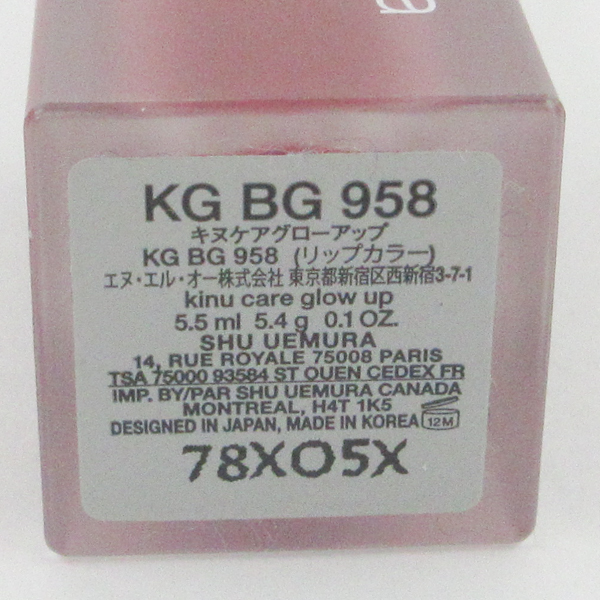 a
KG BG 958
キヌケアグローアップ
KG BG 958 (リップカラー)
エヌ・エル・オー株式会社 東京都新宿区西新宿3-7-1
kinu care glow up
5.5 ml 5.4 g 0.1 OZ.
SHU UEMURA
14, RUE ROYALE 75008 PARIS
TSA 75000 93584 ST OUEN CEDEX FR
IMP. BY/PAR SHU UEMURA CANADA
MONTREAL, H4T 1K5
DESIGNED IN JAPAN, MADE IN KOREA 12M
78XO5X